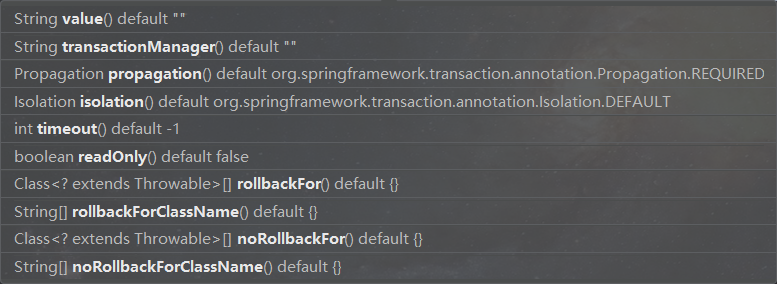 String value() default ""
String transactionManager() default ""
Propagation propagation() default org.springframework.transaction.annotation.Propagation.REQUIRED
Isolation isolation() default org.springframework.transaction.annotation.Isolation.DEFAULT
int timeout() default -1
boolean readOnly() default false
Class<? extends Throwable>[] rollbackFor() default {}
String[] rollbackForClassName() default {}
Class<? extends Throwable>[] noRollbackFor() default {}
String[] noRollbackForClassName() default {}